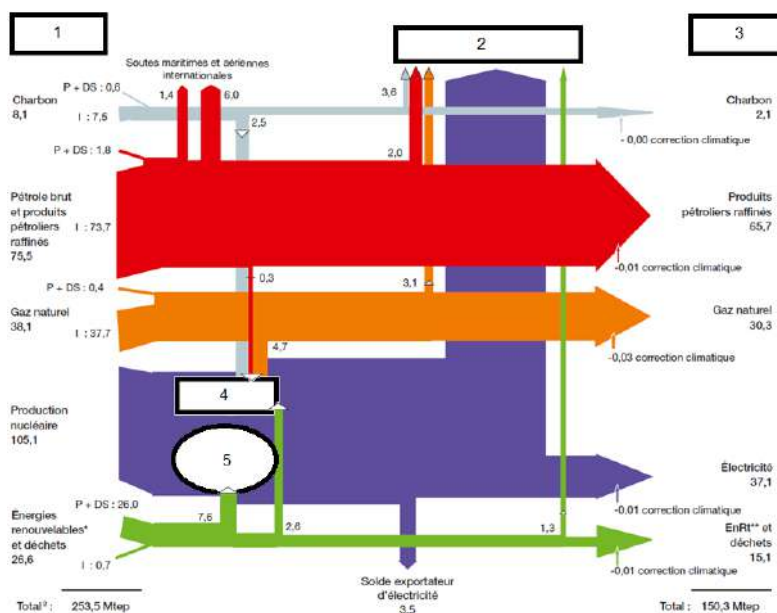 1
2
3
Soutes maritimes et aériennes
internationales
P + DS : 0,6
1,4
6,0
3,6
Charbon
8,1
I : 7,5
2,5
Charbon
2,1
- 0,00 correction climatique
P + DS : 1,8
2,0
Pétrole brut
et produits
pétroliers
raffinés
75,5
I : 73,7
Produits
pétroliers raffinés
65,7
-0,01 correction climatique
0,3
P + DS : 0,4
3,1
Gaz naturel
38,1
I : 37,7
Gaz naturel
30,3
4,7
-0,03 correction climatique
4
Production
nucléaire
105,1
5
Électricité
37,1
P + DS : 26,0
-0,01 correction climatique
Énergies
renouvelables*
et déchets
26,6
7,6
2,6
1,3
EnRt** et
déchets
15,1
I : 0,7
-0,01 correction climatique
Solde exportateur
d'électricité
3,5
Total² : 253,5 Mtep
Total : 150,3 Mtep